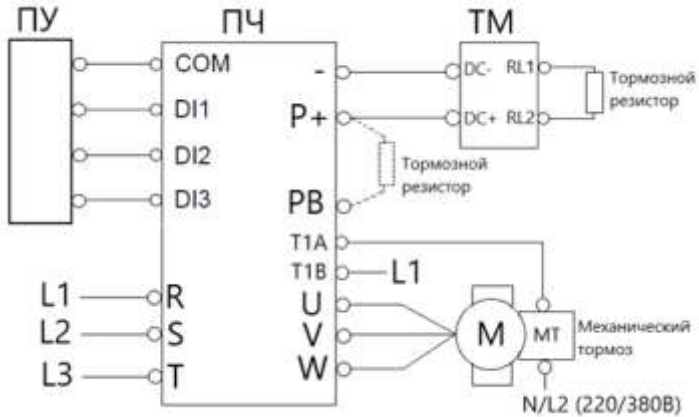 ПУ
ПЧ
ТМ
COM
DI1
DI2
DI3
L1
L2
L3
R
S
T
-
P+
PB
T1A
T1B
L1
U
V
W
DC-
RL1
DC+
RL2
Тормозной
резистор
Тормозной
резистор
М
МТ
Механический
тормоз
N/L2 (220/380В)